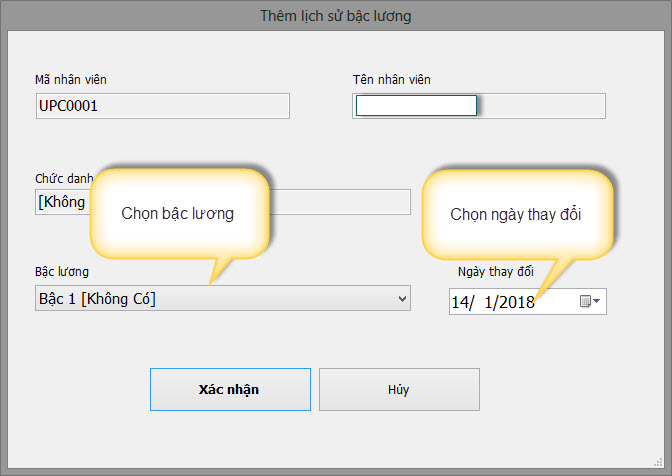 Thêm lịch sử bậc lương
Mã nhân viên
Tên nhân viên
UPC0001
Chức danh
[Không
Chọn bậc lương
Chọn ngày thay đổi
Bậc lương
Ngày thay đổi
Bậc 1 [Không Có]
14/ 1/2018
Xác nhận
Hủy